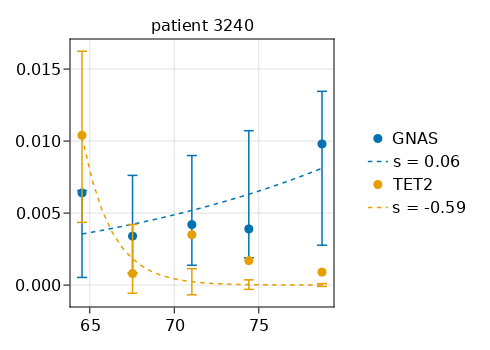 patient 3240
0.015
0.010
0.005
0.000
65
70
75
GNAS
s = 0.06
TET2
s = -0.59